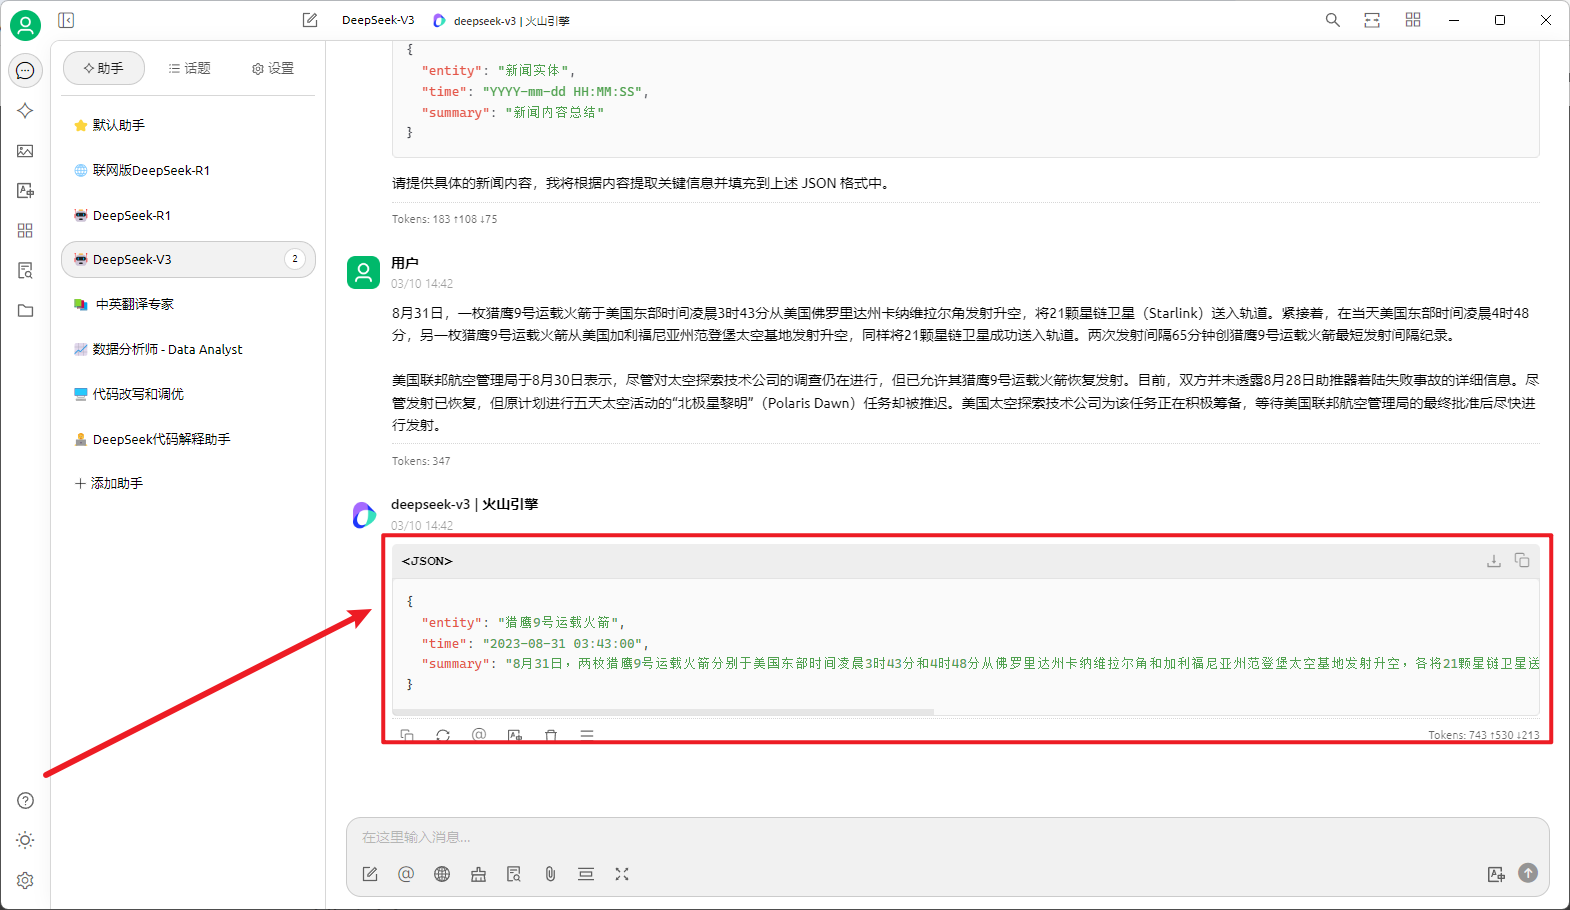 DeepSeek-V3 deepseek-v3 | 火山引擎
助手 话题 设置
默认助手
联网版DeepSeek-R1
DeepSeek-R1
DeepSeek-V3 2
中英翻译专家
数据分析师 - Data Analyst
代码改写和调优
DeepSeek代码解释助手
添加助手
{
"entity": "新闻实体",
"time": "YYYY-mm-dd HH:MM:SS",
"summary": "新闻内容总结"
}
请提供具体的新闻内容，我将根据内容提取关键信息并填充到上述 JSON 格式中。
Tokens: 183 ↑108 ↓75
用户
03/10 14:42
8月31日，一枚猎鹰9号运载火箭于美国东部时间凌晨3时43分从美国佛罗里达州卡纳维拉尔角发射升空，将21颗星链卫星（Starlink）送入轨道。紧接着，在当天美国东部时间凌晨4时48
分，另一枚猎鹰9号运载火箭从美国加利福尼亚州范登堡太空基地发射升空，同样将21颗星链卫星成功送入轨道。两次发射间隔65分钟创猎鹰9号运载火箭最短发射间隔纪录。
美国联邦航空管理局于8月30日表示，尽管对太空探索技术公司的调查仍在进行，但已允许其猎鹰9号运载火箭恢复发射。目前，双方并未透露8月28日助推器着陆失败事故的详细信息。尽
管发射已恢复，但原计划进行五天太空活动的“北极星黎明”（Polaris Dawn）任务却被推迟。美国太空探索技术公司为该任务正在积极筹备，等待美国联邦航空管理局的最终批准后尽快进
行发射。
Tokens: 347
deepseek-v3 | 火山引擎
03/10 14:42
<JSON>
{
"entity": "猎鹰9号运载火箭",
"time": "2023-08-31 03:43:00",
"summary": "8月31日，两枚猎鹰9号运载火箭分别于美国东部时间凌晨3时43分和4时48分从佛罗里达州卡纳维拉尔角和加利福尼亚州范登堡太空基地发射升空，各将21颗星链卫星送
}
Tokens: 743 ↑530 ↓213
在这里输入消息...